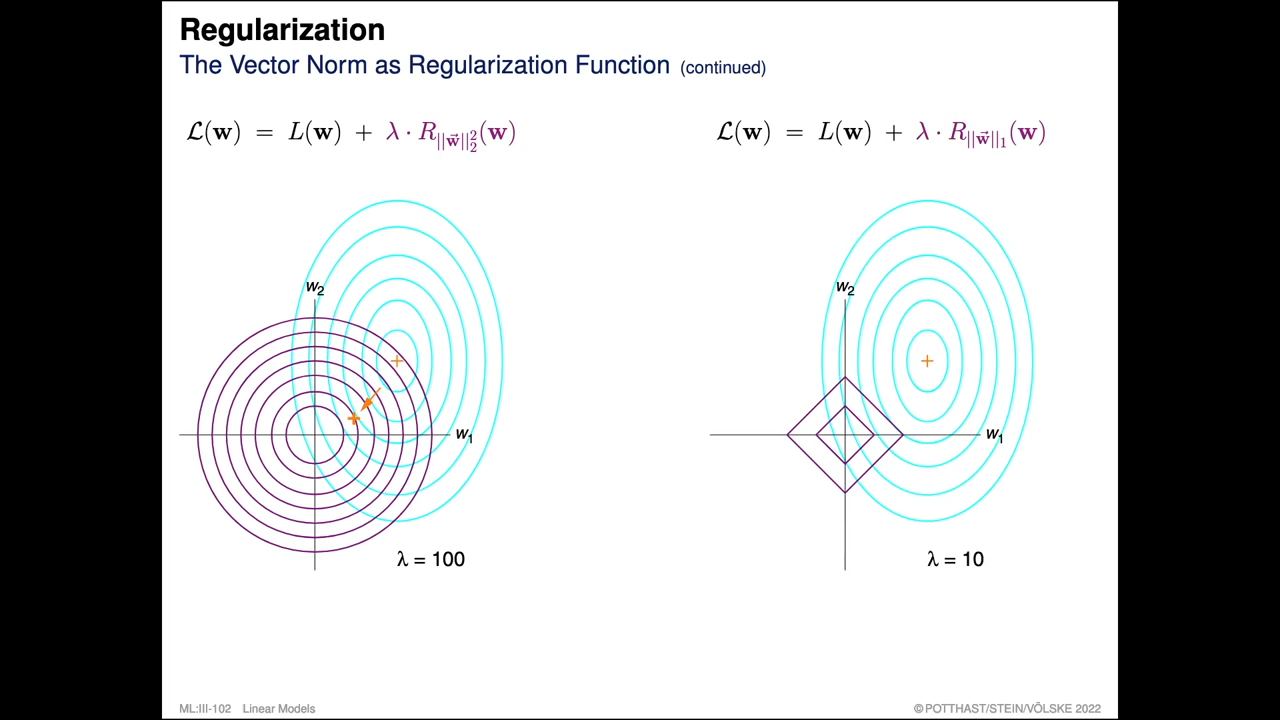 Regularization
The Vector Norm as Regularization Function (continued)
ℒ(w) = L(w) + λ · R_{||w⃗||₂²}(w)
ℒ(w) = L(w) + λ · R_{||w⃗||₁}(w)
w₂
w₁
λ = 100
w₂
w₁
λ = 10
ML:III-102 Linear Models
© POTTHAST/STEIN/VÖLSKE 2022